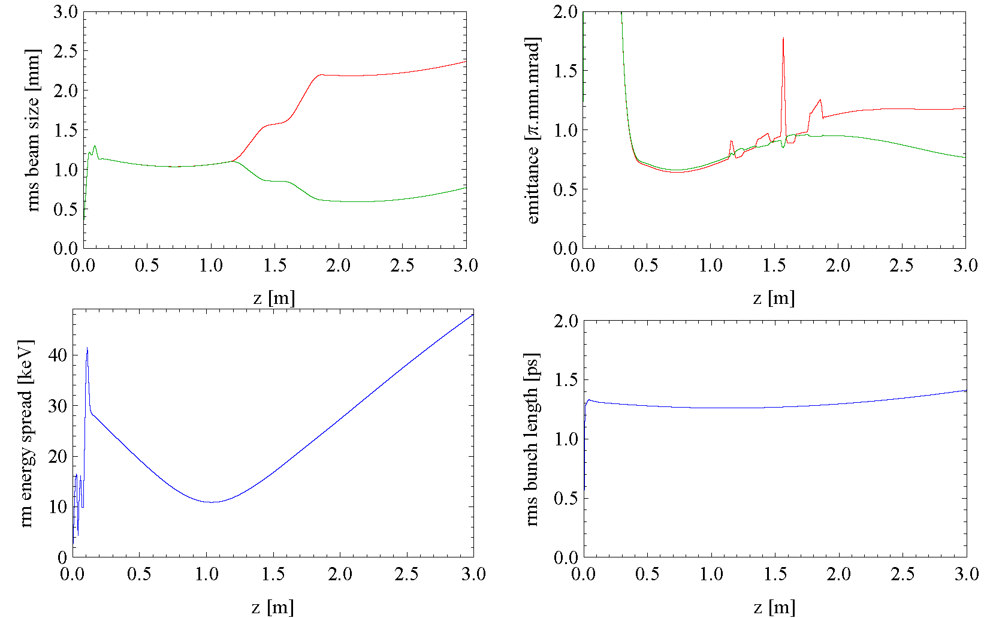 rms beam size [mm]
3.0
2.5
2.0
1.5
1.0
0.5
0.0
0.0 0.5 1.0 1.5 2.0 2.5 3.0
z [m]
emittance [π.mm.mrad]
2.0
1.5
1.0
0.5
0.0
0.0 0.5 1.0 1.5 2.0 2.5 3.0
z [m]
rm energy spread [keV]
40
30
20
10
0
0.0 0.5 1.0 1.5 2.0 2.5 3.0
z [m]
rms bunch length [ps]
2.0
1.5
1.0
0.5
0.0
0.0 0.5 1.0 1.5 2.0 2.5 3.0
z [m]